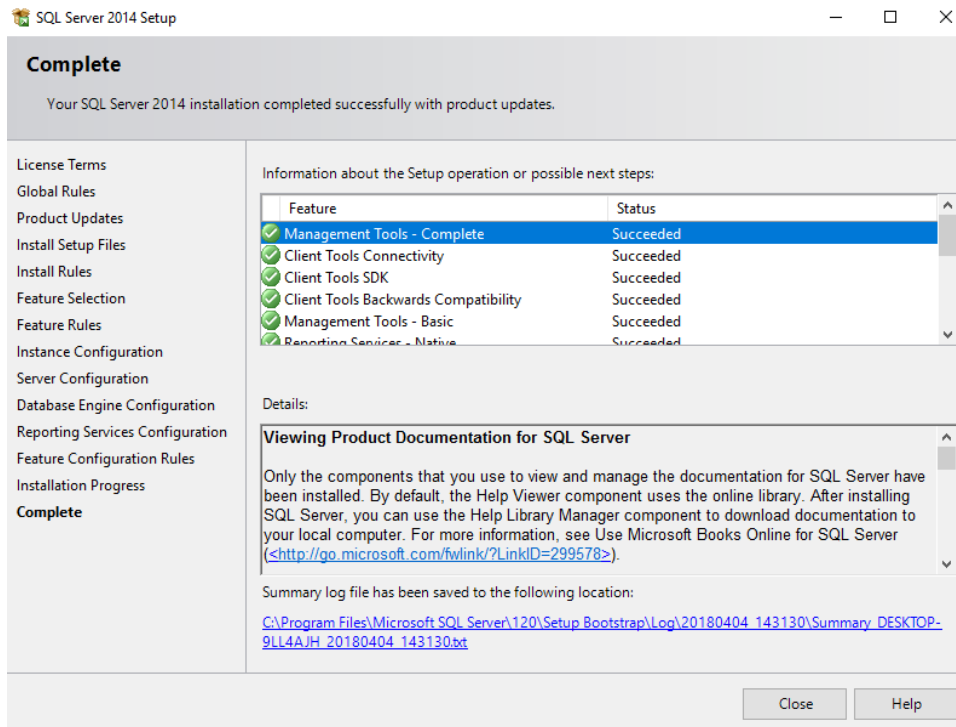 SQL Server 2014 Setup
Complete
Your SQL Server 2014 installation completed successfully with product updates.
License Terms
Global Rules
Product Updates
Install Setup Files
Install Rules
Feature Selection
Feature Rules
Instance Configuration
Server Configuration
Database Engine Configuration
Reporting Services Configuration
Feature Configuration Rules
Installation Progress
Complete
Information about the Setup operation or possible next steps:
Feature Status
Management Tools - Complete Succeeded
Client Tools Connectivity Succeeded
Client Tools SDK Succeeded
Client Tools Backwards Compatibility Succeeded
Management Tools - Basic Succeeded
Reporting Services - Native Succeeded
Details:
Viewing Product Documentation for SQL Server
Only the components that you use to view and manage the documentation for SQL Server have
been installed. By default, the Help Viewer component uses the online library. After installing
SQL Server, you can use the Help Library Manager component to download documentation to
your local computer. For more information, see Use Microsoft Books Online for SQL Server
(<http://go.microsoft.com/fwlink/?LinkID=299578>).
Summary log file has been saved to the following location:
C:\Program Files\Microsoft SQL Server\120\Setup Bootstrap\Log\20180404_143130\Summary_DESKTOP-
9LL4AJH_20180404_143130.txt
Close Help